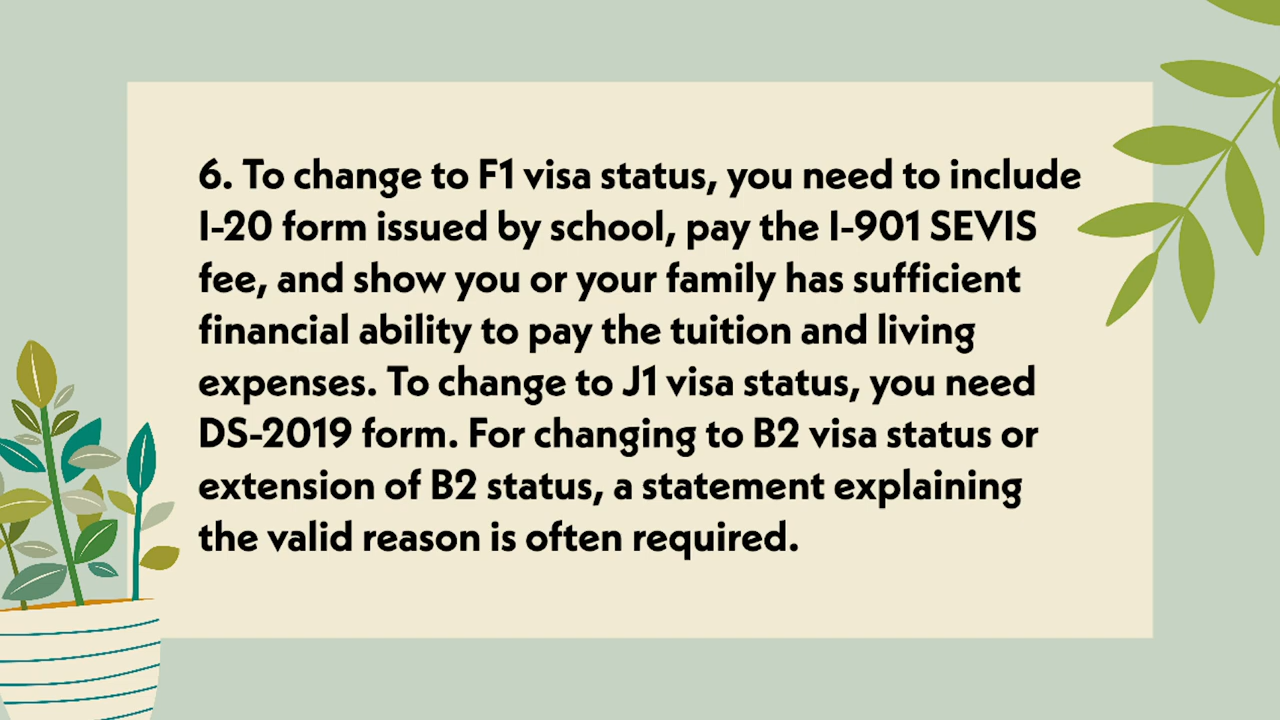 6. To change to F1 visa status, you need to include
I-20 form issued by school, pay the I-901 SEVIS
fee, and show you or your family has sufficient
financial ability to pay the tuition and living
expenses. To change to J1 visa status, you need
DS-2019 form. For changing to B2 visa status or
extension of B2 status, a statement explaining
the valid reason is often required.